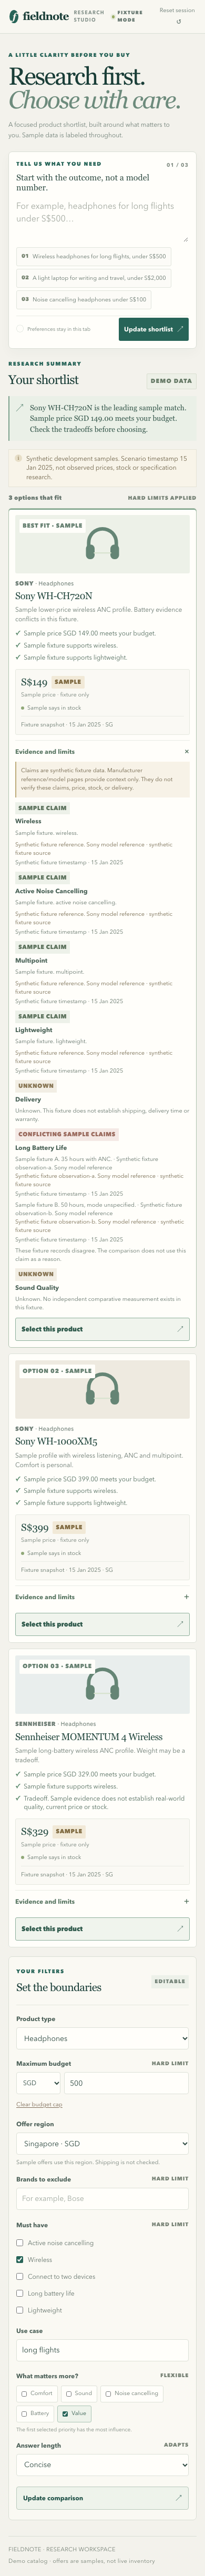 fieldnote
RESEARCH
STUDIO
FIXTURE
MODE
Reset session
↺
A LITTLE CLARITY BEFORE YOU BUY
Research first.
Choose with care.
A focused product shortlist, built around what matters to
you. Sample data is labeled throughout.
TELL US WHAT YOU NEED
01 / 03
Start with the outcome, not a model
number.
For example, headphones for long flights
under S$500...
01 Wireless headphones for long flights, under S$500
02 A light laptop for writing and travel, under S$2,000
03 Noise cancelling headphones under S$100
Preferences stay in this tab
Update shortlist ↗
RESEARCH SUMMARY
Your shortlist
DEMO DATA
Sony WH-CH720N is the leading sample match.
Sample price SGD 149.00 meets your budget.
Check the tradeoffs before choosing.
Synthetic development samples. Scenario timestamp 15
Jan 2025, not observed prices, stock or specification
research.
3 options that fit
HARD LIMITS APPLIED
BEST FIT · SAMPLE
SONY · Headphones
Sony WH-CH720N
Sample lower-price wireless ANC profile. Battery evidence
conflicts in this fixture.
✓ Sample price SGD 149.00 meets your budget.
✓ Sample fixture supports wireless.
✓ Sample fixture supports lightweight.
S$149 SAMPLE
Sample price · fixture only
Sample says in stock
Fixture snapshot · 15 Jan 2025 · SG
Evidence and limits ×
Claims are synthetic fixture data. Manufacturer
reference/model pages provide context only. They do not
verify these claims, price, stock, or delivery.
SAMPLE CLAIM
Wireless
Sample fixture. wireless.
Synthetic fixture reference. Sony model reference · synthetic
fixture source
Synthetic fixture timestamp · 15 Jan 2025
SAMPLE CLAIM
Active Noise Cancelling
Sample fixture. active noise cancelling.
Synthetic fixture reference. Sony model reference · synthetic
fixture source
Synthetic fixture timestamp · 15 Jan 2025
SAMPLE CLAIM
Multipoint
Sample fixture. multipoint.
Synthetic fixture reference. Sony model reference · synthetic
fixture source
Synthetic fixture timestamp · 15 Jan 2025
SAMPLE CLAIM
Lightweight
Sample fixture. lightweight.
Synthetic fixture reference. Sony model reference · synthetic
fixture source
Synthetic fixture timestamp · 15 Jan 2025
UNKNOWN
Delivery
Unknown. This fixture does not establish shipping, delivery time or
warranty.
CONFLICTING SAMPLE CLAIMS
Long Battery Life
Sample fixture A. 35 hours with ANC. · Synthetic fixture
observation-a. Sony model reference
Synthetic fixture observation-a. Sony model reference · synthetic
fixture source
Synthetic fixture timestamp · 15 Jan 2025
Sample fixture B. 50 hours, mode unspecified. · Synthetic fixture
observation-b. Sony model reference
Synthetic fixture observation-b. Sony model reference · synthetic
fixture source
Synthetic fixture timestamp · 15 Jan 2025
These fixture records disagree. The comparison does not use this
claim as a reason.
UNKNOWN
Sound Quality
Unknown. No independent comparative measurement exists in
this fixture.
Select this product ↗
OPTION 02 · SAMPLE
SONY · Headphones
Sony WH-1000XM5
Sample profile with wireless listening, ANC and multipoint.
Comfort is personal.
✓ Sample price SGD 399.00 meets your budget.
✓ Sample fixture supports wireless.
✓ Sample fixture supports lightweight.
S$399 SAMPLE
Sample price · fixture only
Sample says in stock
Fixture snapshot · 15 Jan 2025 · SG
Evidence and limits +
Select this product ↗
OPTION 03 · SAMPLE
SENNHEISER · Headphones
Sennheiser MOMENTUM 4 Wireless
Sample long-battery wireless ANC profile. Weight may be a
tradeoff.
✓ Sample price SGD 329.00 meets your budget.
✓ Sample fixture supports wireless.
✓ Tradeoff. Sample evidence does not establish real-world
quality, current price or stock.
S$329 SAMPLE
Sample price · fixture only
Sample says in stock
Fixture snapshot · 15 Jan 2025 · SG
Evidence and limits +
Select this product ↗
YOUR FILTERS
Set the boundaries
EDITABLE
Product type
Headphones
Maximum budget
HARD LIMIT
SGD
500
Clear budget cap
Offer region
Singapore · SGD
Sample offers use this region. Shipping is not checked.
Brands to exclude
HARD LIMIT
For example, Bose
Must have
HARD LIMIT
Active noise cancelling
Wireless
Connect to two devices
Long battery life
Lightweight
Use case
long flights
What matters more?
FLEXIBLE
Comfort
Sound
Noise cancelling
Battery
Value
The first selected priority has the most influence.
Answer length
ADAPTS
Concise
Update comparison ↗
FIELDNOTE · RESEARCH WORKSPACE
Demo catalog · offers are samples, not live inventory